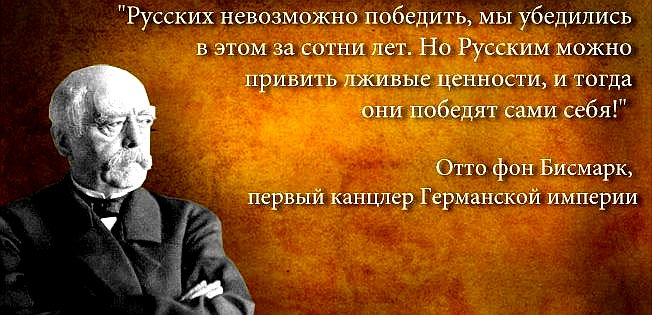 "Русских невозможно победить, мы убедились
в этом за сотни лет. Но Русским можно
привить лживые ценности, и тогда
они победят сами себя!"
Отто фон Бисмарк,
первый канцлер Германской империи